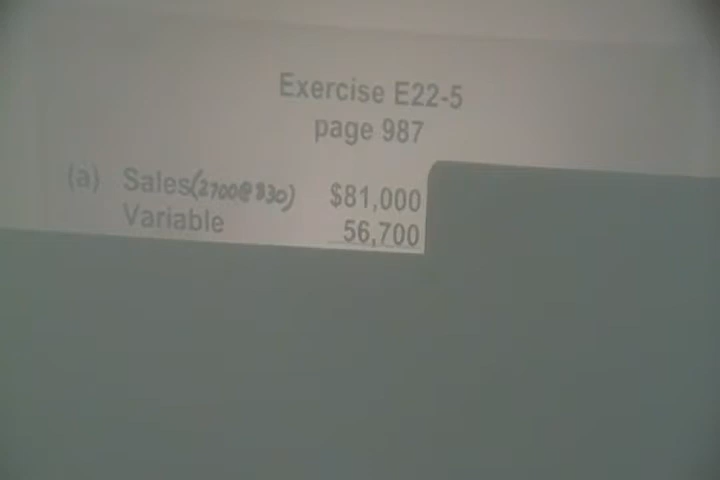 Exercise E22-5
page 987
(a) Sales(2700@$30) $81,000
Variable 56,700